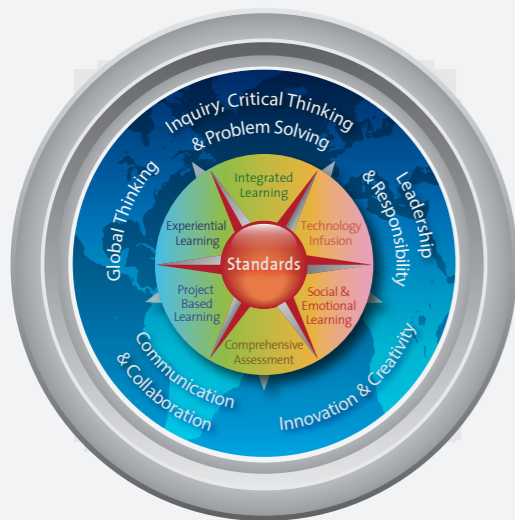 Inquiry, Critical Thinking
& Problem Solving
Global Thinking
Leadership
& Responsibility
Integrated
Learning
Experiential
Learning
Technology
Infusion
Standards
Project
Based
Learning
Social &
Emotional
Learning
Comprehensive
Assessment
Communication
& Collaboration
Innovation & Creativity